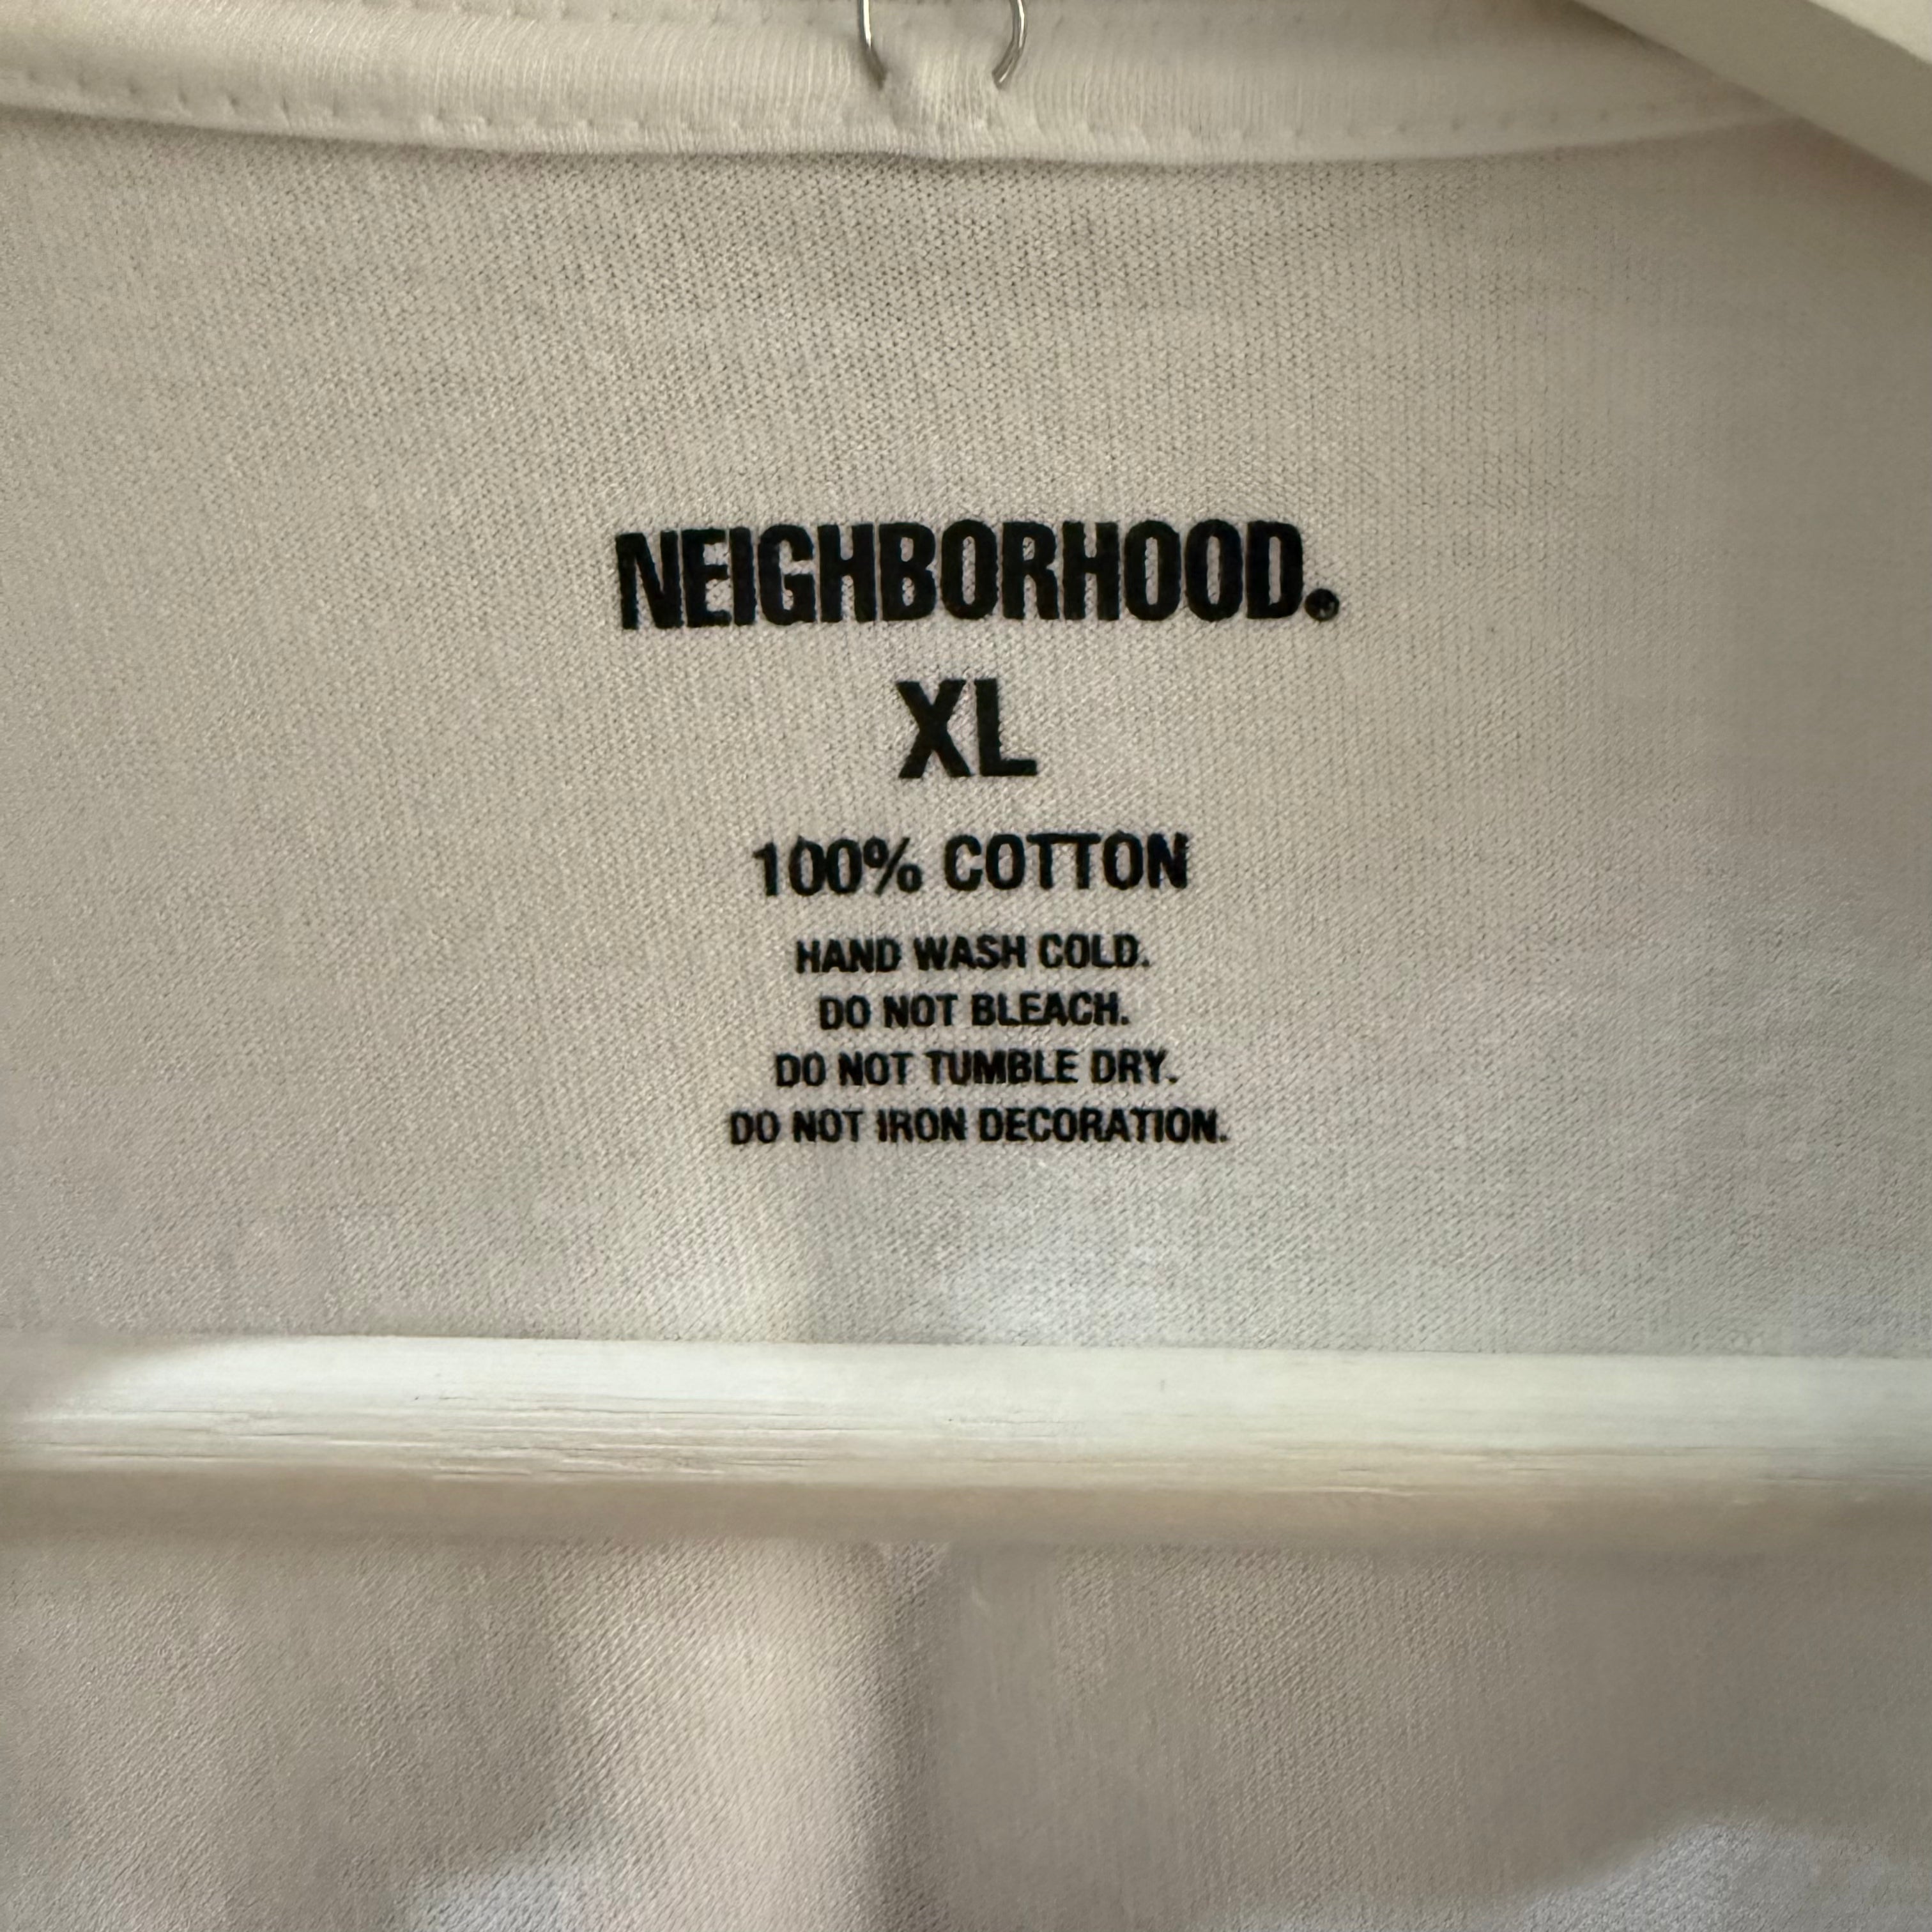 NEIGHBORHOOD.
XL
100% COTTON
HAND WASH COLD.
DO NOT BLEACH.
DO NOT TUMBLE DRY.
DO NOT IRON DECORATION.